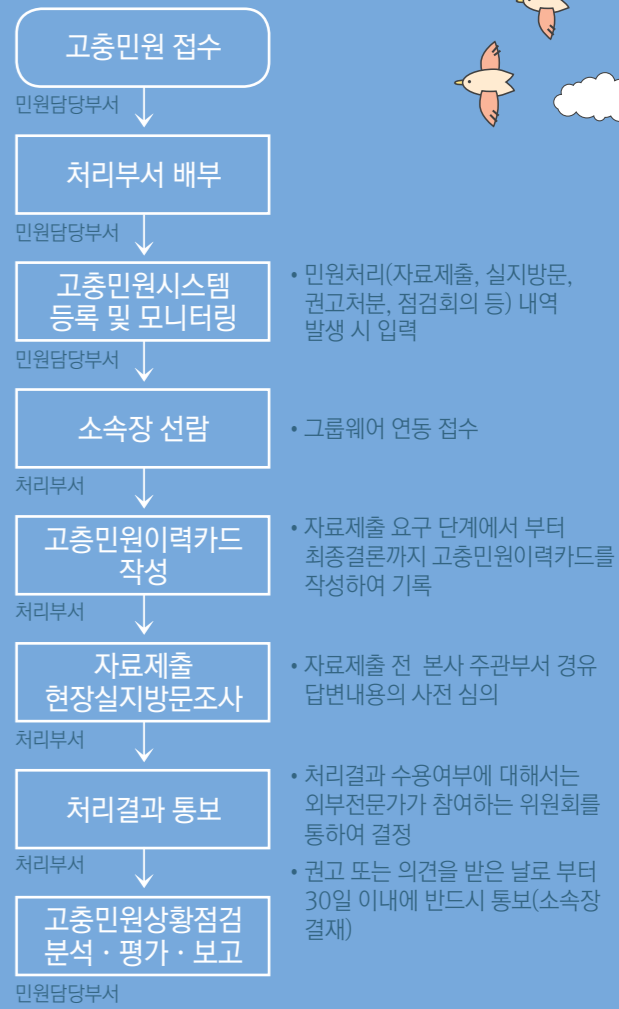 고충민원 접수
민원담당부서
처리부서 배부
민원담당부서
고충민원시스템
등록 및 모니터링
• 민원처리(자료제출, 실지방문,
권고처분, 점검회의 등) 내역
발생 시 입력
민원담당부서
소속장 선람
• 그룹웨어 연동 접수
처리부서
고층민원이력카드
작성
• 자료제출 요구 단계에서 부터
최종결론까지 고충민원이력카드를
작성하여 기록
처리부서
자료제출
현장실지방문조사
• 자료제출 전 본사 주관부서 경유
답변내용의 사전 심의
처리부서
처리결과 통보
• 처리결과 수용여부에 대해서는
외부전문가가 참여하는 위원회를
통하여 결정
처리부서
• 권고 또는 의견을 받은 날로 부터
30일 이내에 반드시 통보(소속장
결재)
고충민원상황점검
분석 · 평가 · 보고
민원담당부서